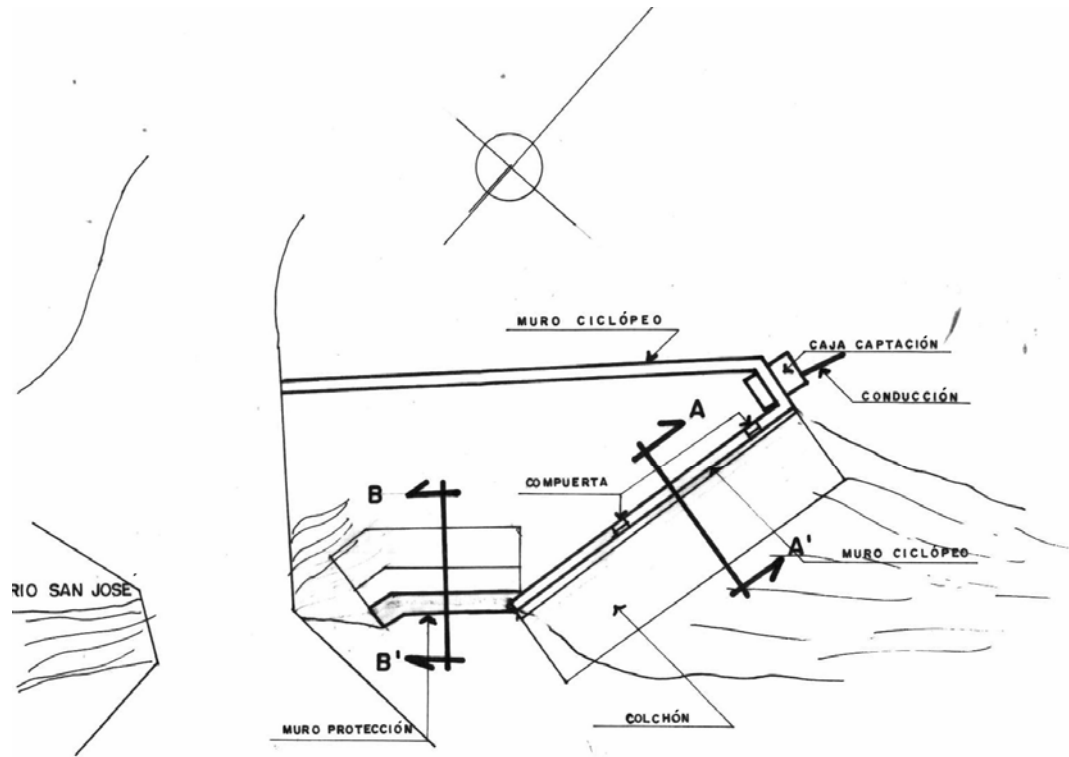 MURO CICLÓPEO
CAJA CAPTACIÓN
CONDUCCIÓN
A
B
COMPUERTA
A'
MURO CICLÓPEO
RIO SAN JOSE
B'
MURO PROTECCIÓN
COLCHÓN